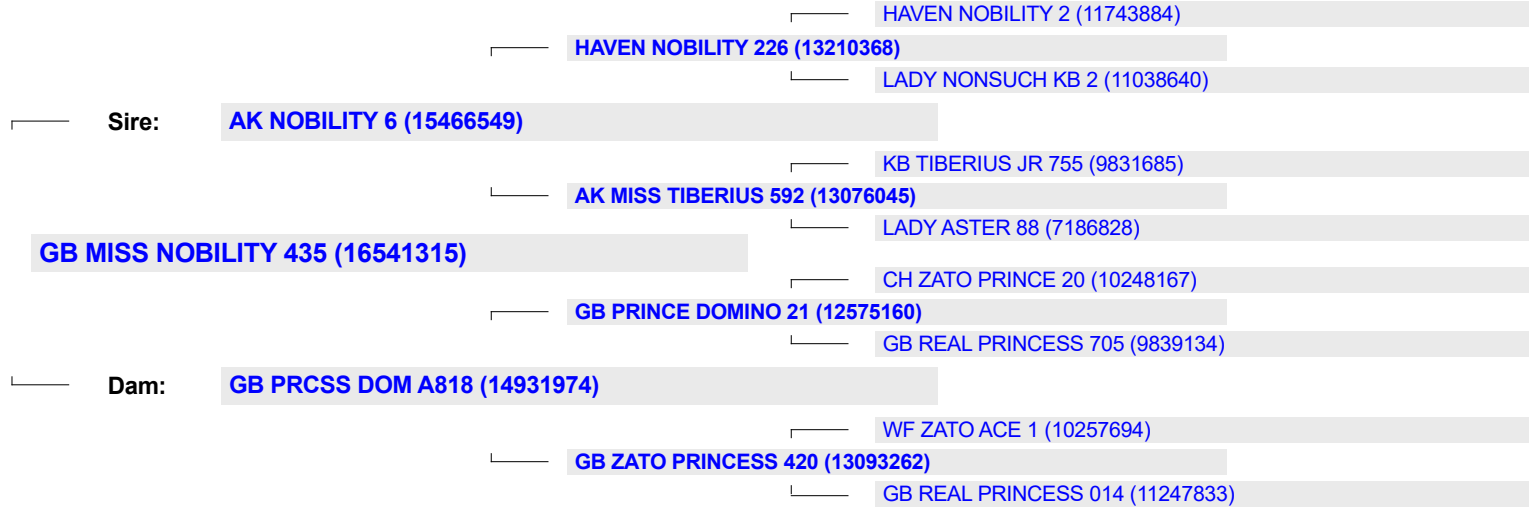 HAVEN NOBILITY 2 (11743884)
HAVEN NOBILITY 226 (13210368)
LADY NONSUCH KB 2 (11038640)
Sire: AK NOBILITY 6 (15466549)
KB TIBERIUS JR 755 (9831685)
AK MISS TIBERIUS 592 (13076045)
LADY ASTER 88 (7186828)
GB MISS NOBILITY 435 (16541315)
CH ZATO PRINCE 20 (10248167)
GB PRINCE DOMINO 21 (12575160)
GB REAL PRINCESS 705 (9839134)
Dam: GB PRCSS DOM A818 (14931974)
WF ZATO ACE 1 (10257694)
GB ZATO PRINCESS 420 (13093262)
GB REAL PRINCESS 014 (11247833)